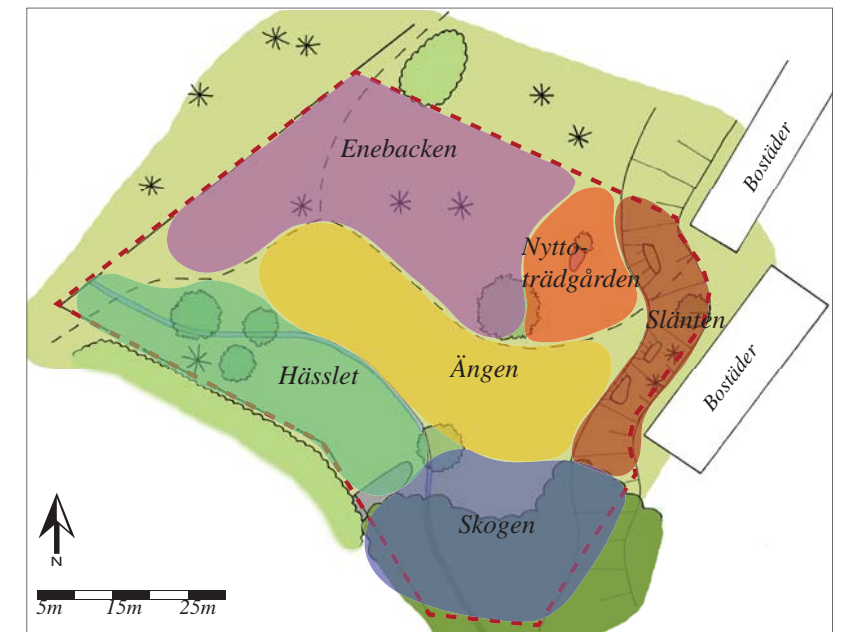 Bostäder
Enebacken
Nytto-
trädgården
Slänten
Ängen
Hässlet
Bostäder
Skogen
N
5m 15m 25m